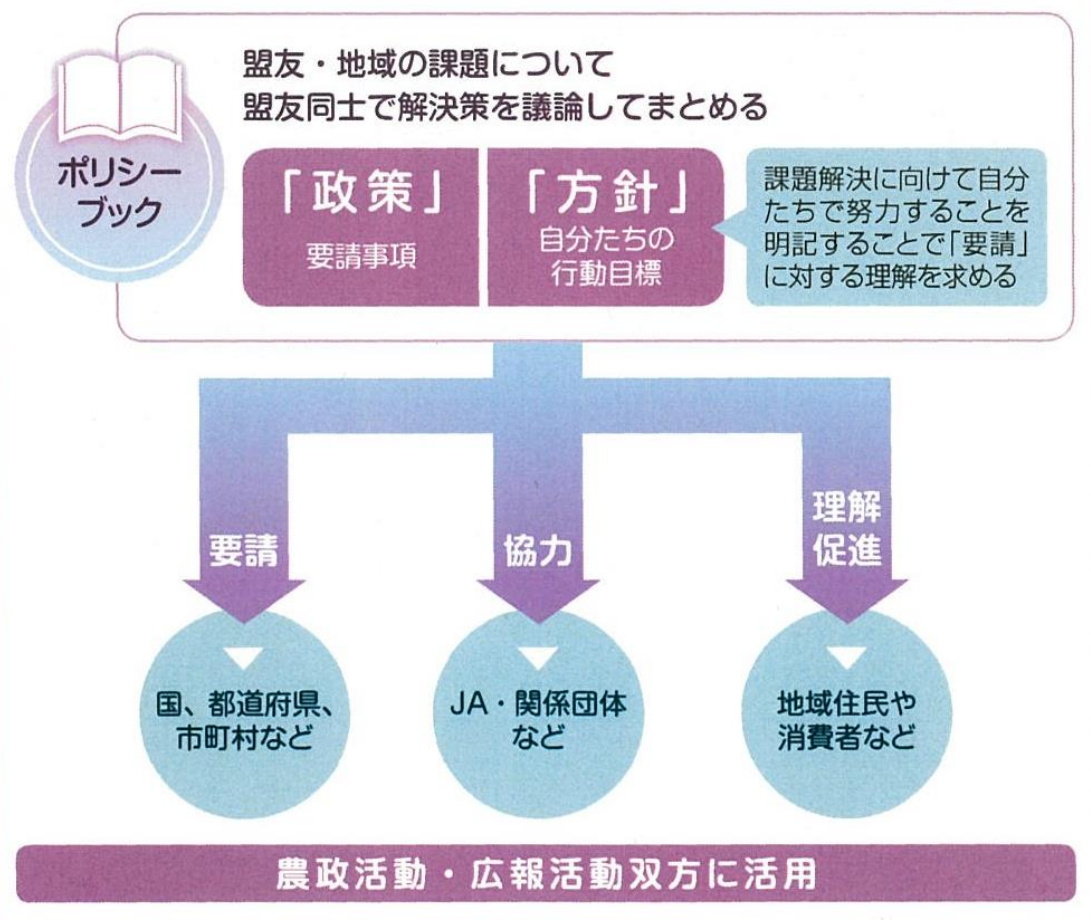 ポリシー
ブック
盟友・地域の課題について
盟友同士で解決策を議論してまとめる
「政策」
要請事項
「方針」
自分たちの
行動目標
課題解決に向けて自分
たちで努力することを
明記することで「要請」
に対する理解を求める
要請
協力
理解
促進
国、都道府県、
市町村など
JA・関係団体
など
地域住民や
消費者など
農政活動・広報活動双方に活用